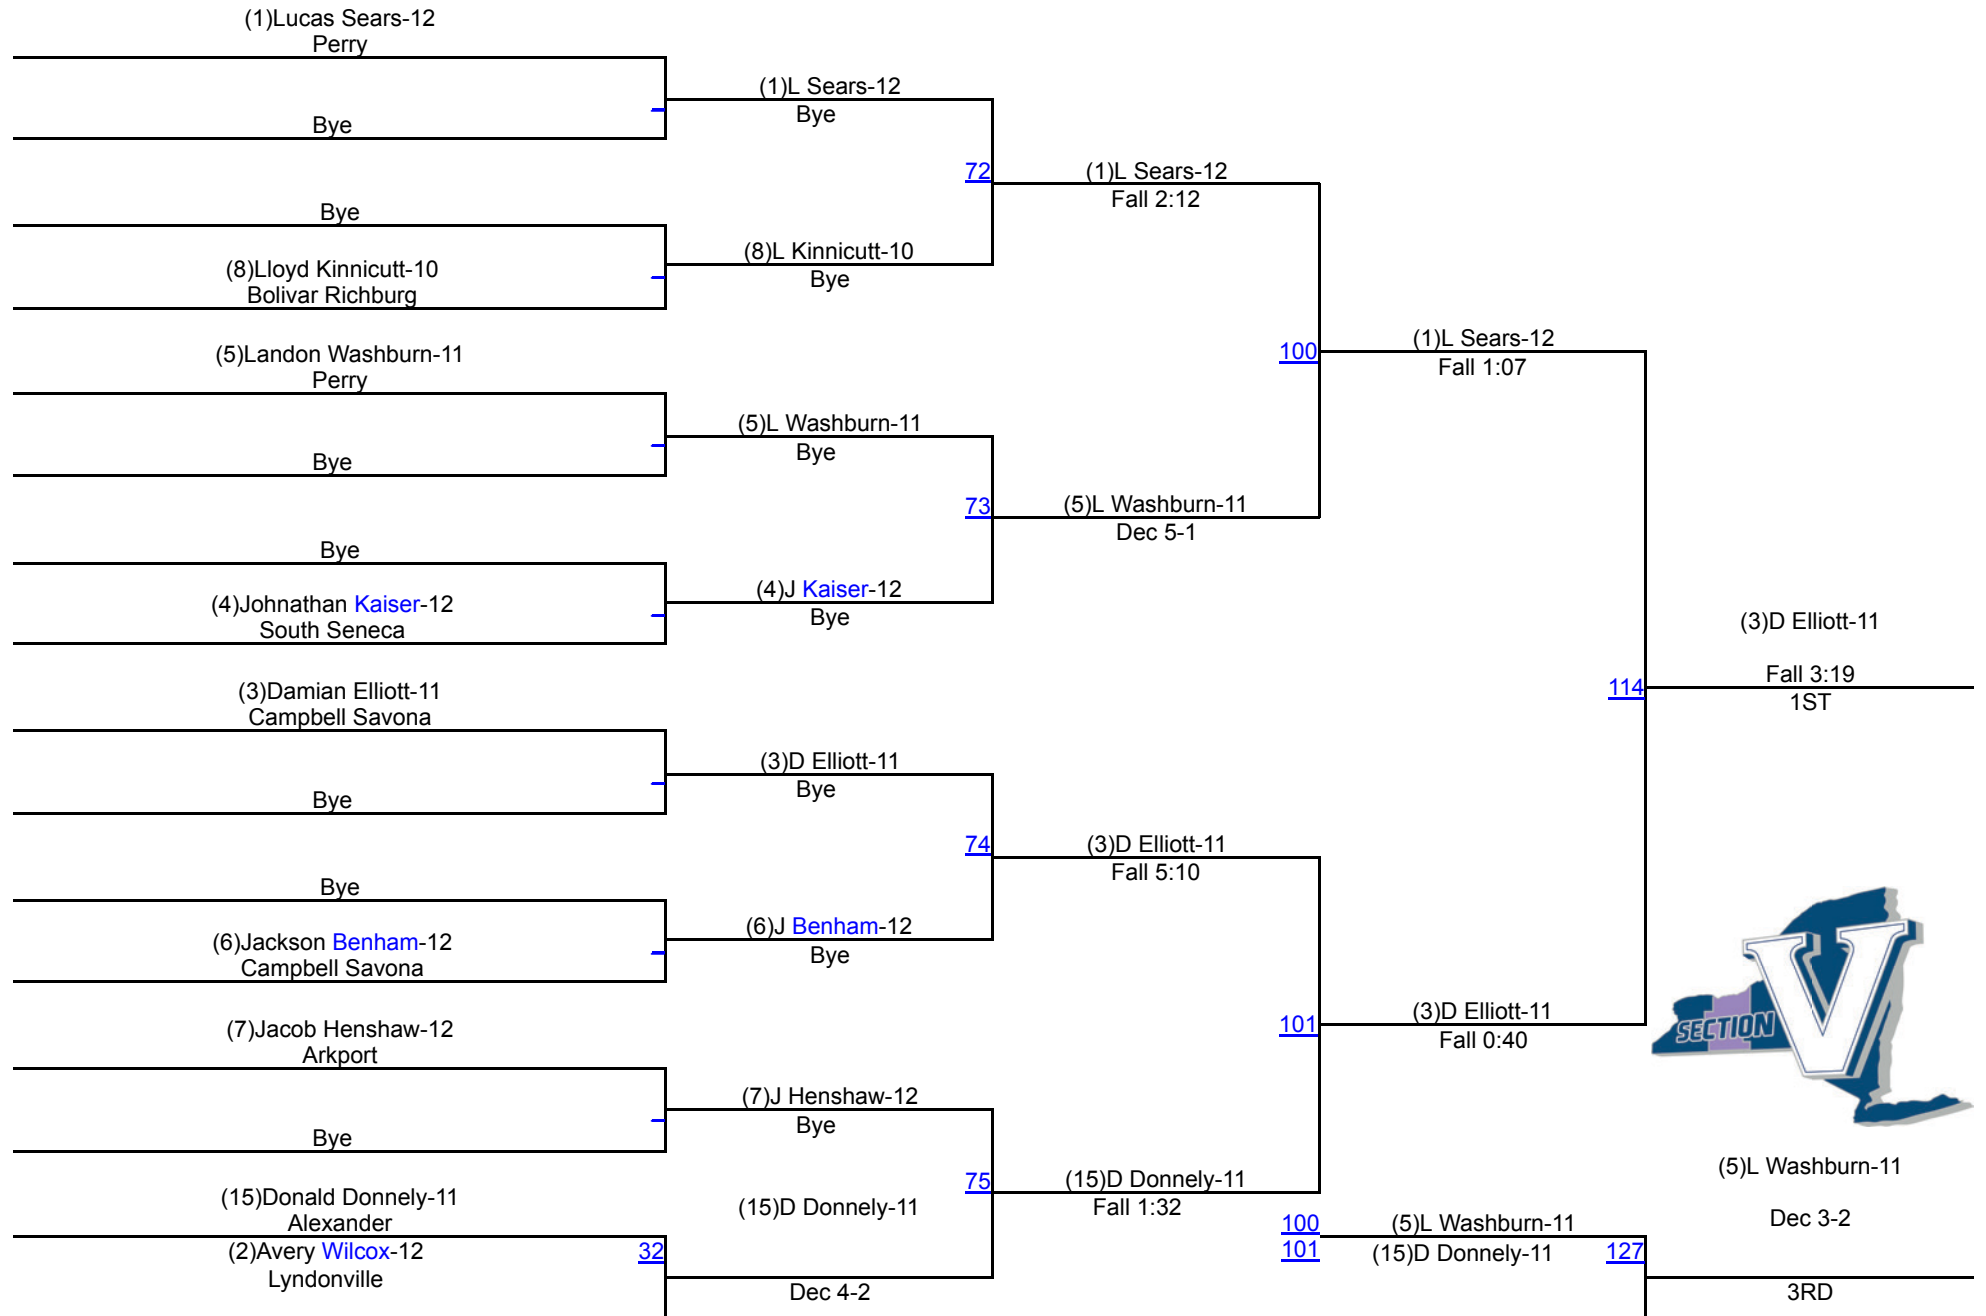 (1)Lucas Sears-12
Perry
Bye
Bye
(8)Lloyd Kinnicutt-10
Bolivar Richburg
(5)Landon Washburn-11
Perry
Bye
Bye
(4)Johnathan Kaiser-12
South Seneca
(3)Damian Elliott-11
Campbell Savona
Bye
Bye
(6)Jackson Benham-12
Campbell Savona
(7)Jacob Henshaw-12
Arkport
Bye
(15)Donald Donnely-11
Alexander
(2)Avery Wilcox-12
Lyndonville
32
(1)L Sears-12
Bye
(8)L Kinnicutt-10
Bye
(5)L Washburn-11
Bye
(4)J Kaiser-12
Bye
(3)D Elliott-11
Bye
(6)J Benham-12
Bye
(7)J Henshaw-12
Bye
(15)D Donnely-11
Dec 4-2
72
73
74
75
(1)L Sears-12
Fall 2:12
(5)L Washburn-11
Dec 5-1
(3)D Elliott-11
Fall 5:10
(15)D Donnely-11
Fall 1:32
100
101
(1)L Sears-12
Fall 1:07
(3)D Elliott-11
Fall 0:40
114
(3)D Elliott-11
Fall 3:19
1ST
SECTION V
100
101
(5)L Washburn-11
(15)D Donnely-11
127
(5)L Washburn-11
Dec 3-2
3RD